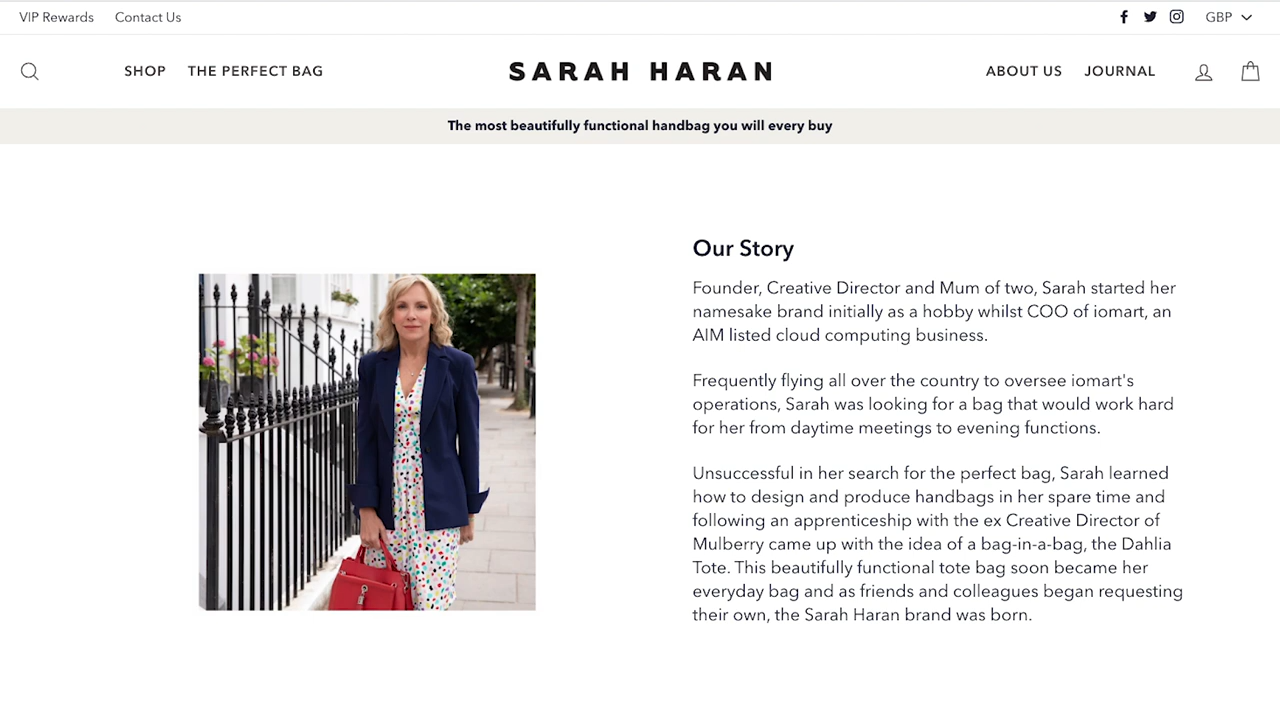 VIP Rewards Contact Us GBP
SHOP THE PERFECT BAG SARAH HARAN ABOUT US JOURNAL
The most beautifully functional handbag you will every buy
Our Story
Founder, Creative Director and Mum of two, Sarah started her
namesake brand initially as a hobby whilst COO of iomart, an
AIM listed cloud computing business.
Frequently flying all over the country to oversee iomart's
operations, Sarah was looking for a bag that would work hard
for her from daytime meetings to evening functions.
Unsuccessful in her search for the perfect bag, Sarah learned
how to design and produce handbags in her spare time and
following an apprenticeship with the ex Creative Director of
Mulberry came up with the idea of a bag-in-a-bag, the Dahlia
Tote. This beautifully functional tote bag soon became her
everyday bag and as friends and colleagues began requesting
their own, the Sarah Haran brand was born.